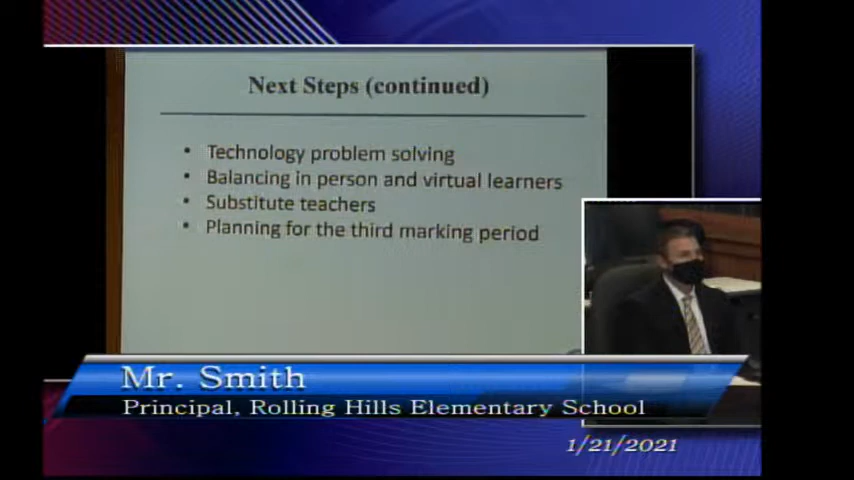 Next Steps (continued)
• Technology problem solving
• Balancing in person and virtual learners
• Substitute teachers
• Planning for the third marking period
Mr. Smith
Principal, Rolling Hills Elementary School
1/21/2021